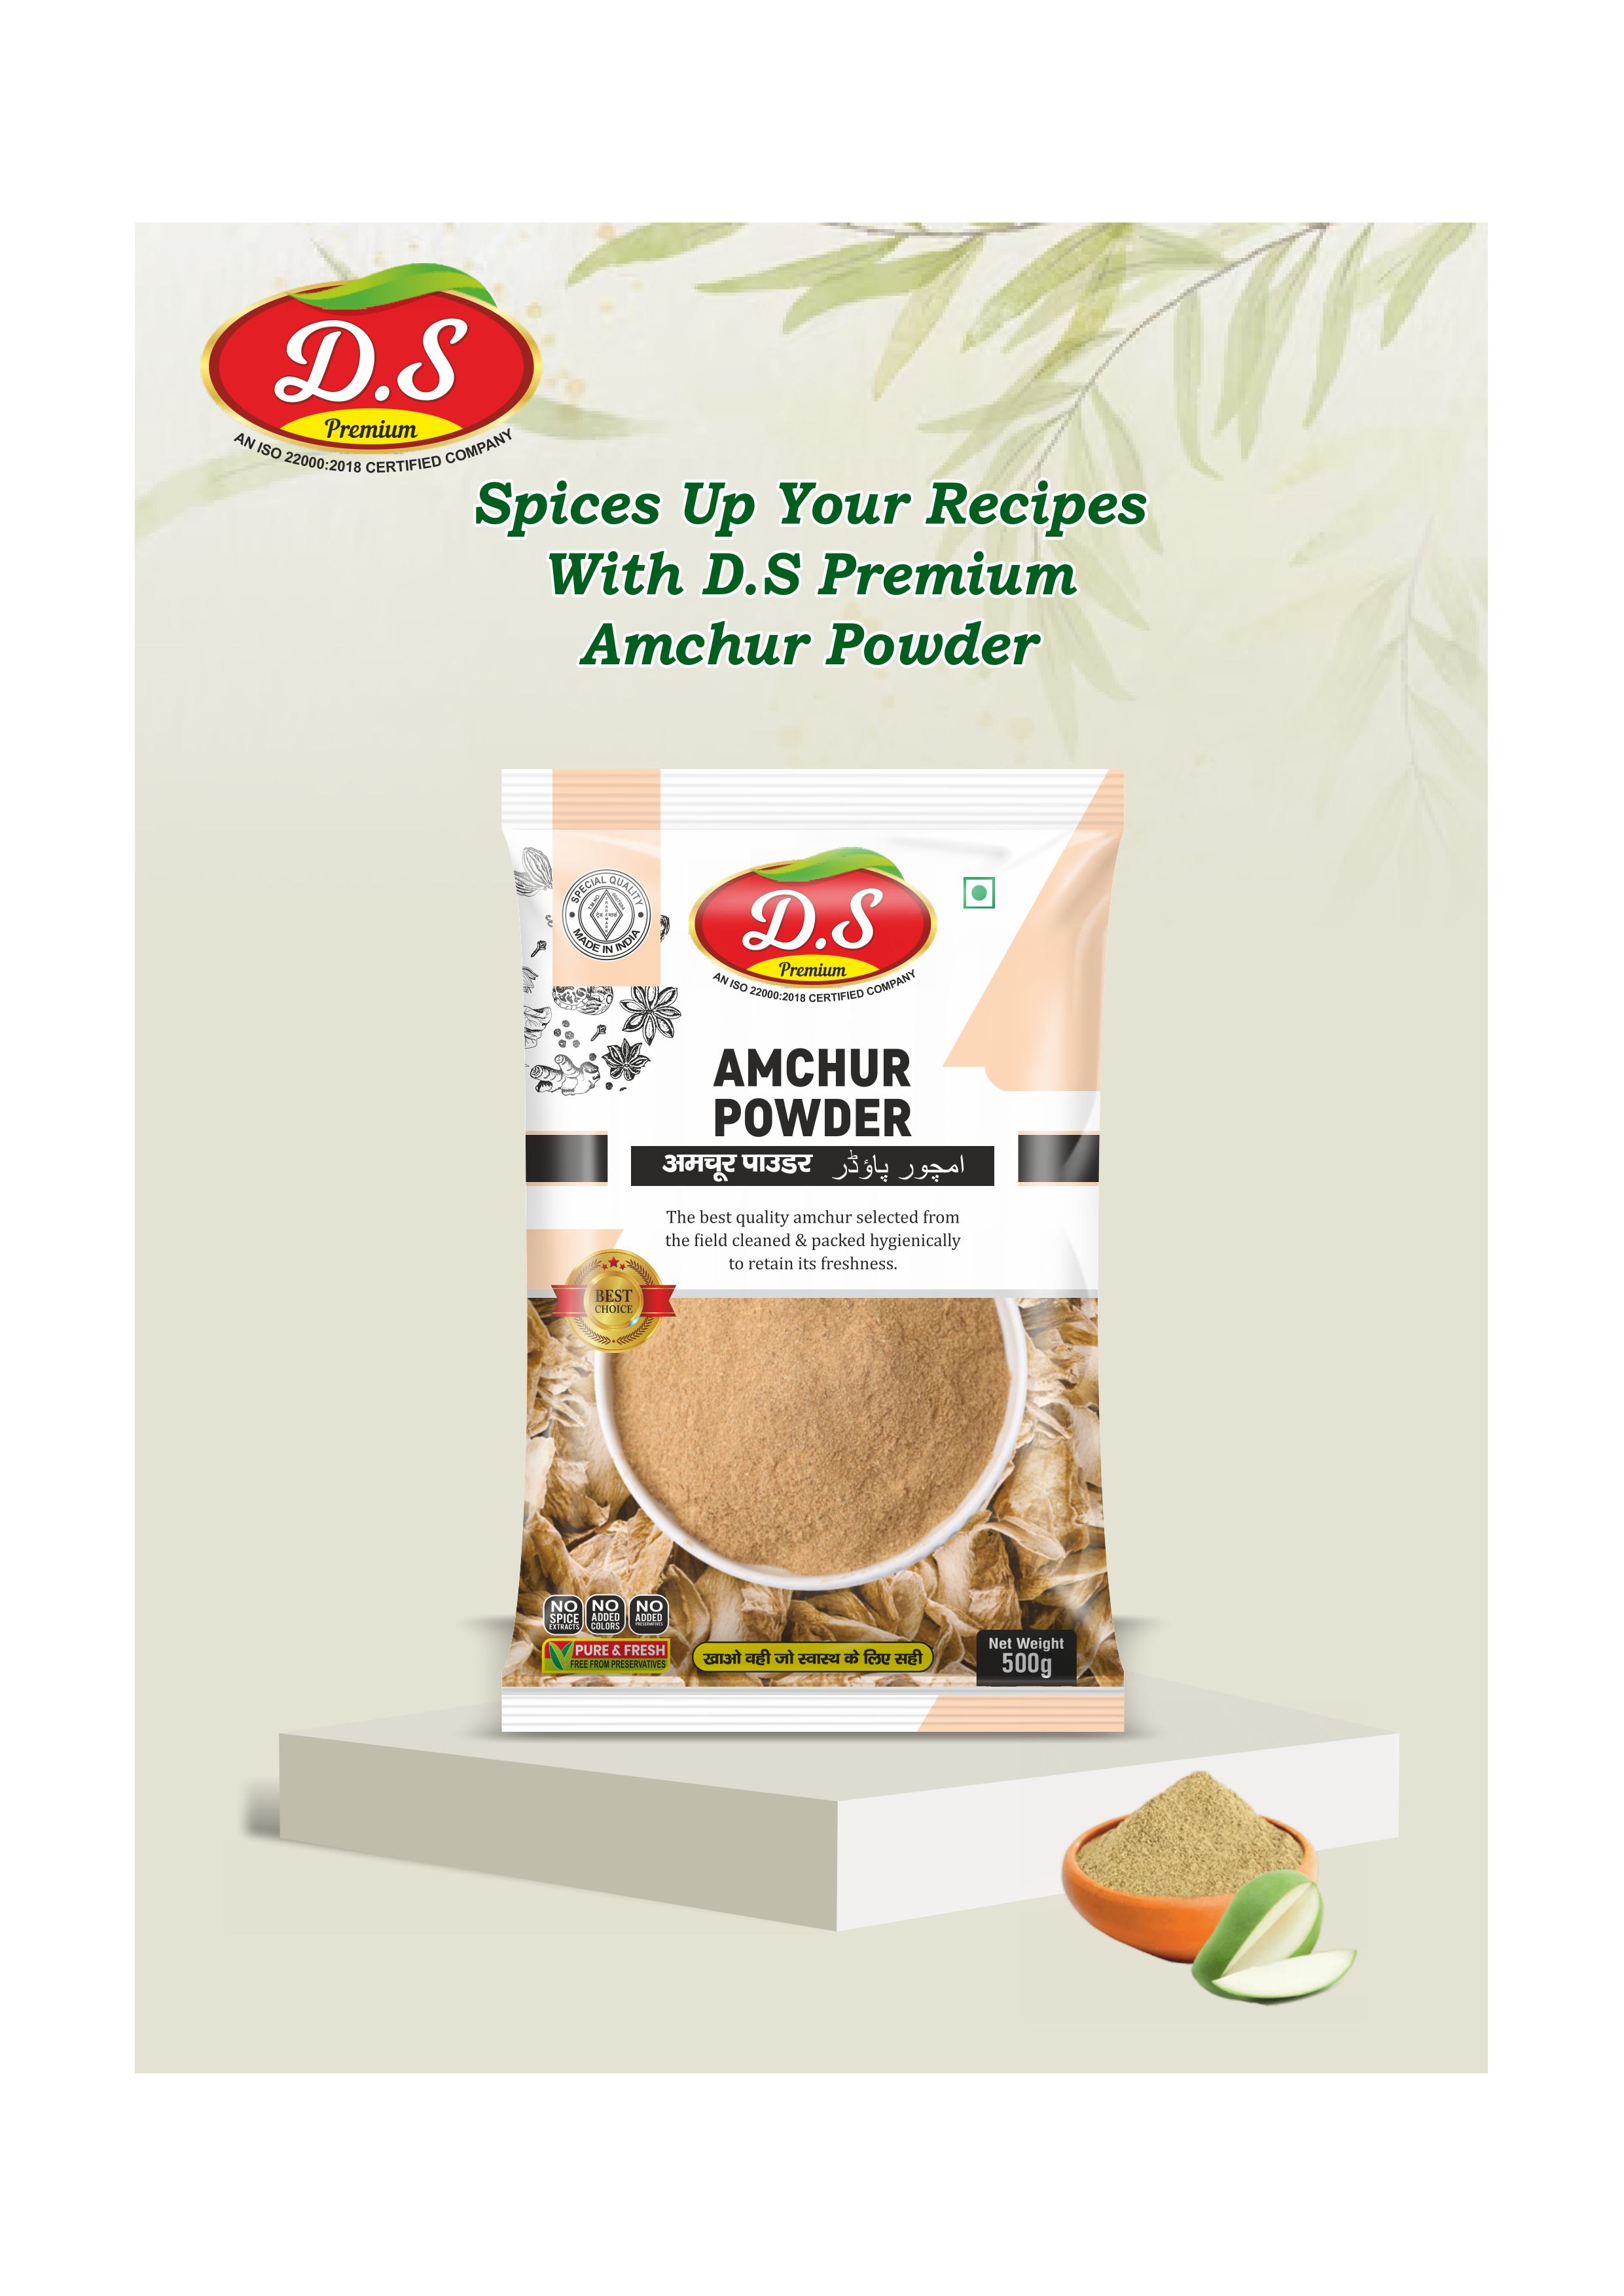 D.S
Premium
AN ISO 22000:2018 CERTIFIED COMPANY
Spices Up Your Recipes
With D.S Premium
Amchur Powder
SPECIAL QUALITY
MADE IN INDIA
D.S
Premium
AN ISO 22000:2018 CERTIFIED COMPANY
AMCHUR
POWDER
अमचूर पाउडर امچور پاؤڈر
The best quality amchur selected from
the field cleaned & packed hygienically
to retain its freshness.
BEST
CHOICE
NO SPICE EXTRACTS
NO ADDED COLORS
NO ADDED PRESERVATIVES
PURE & FRESH
FREE FROM PRESERVATIVES
खाओ वही जो स्वास्थ के लिए सही
Net Weight
500g